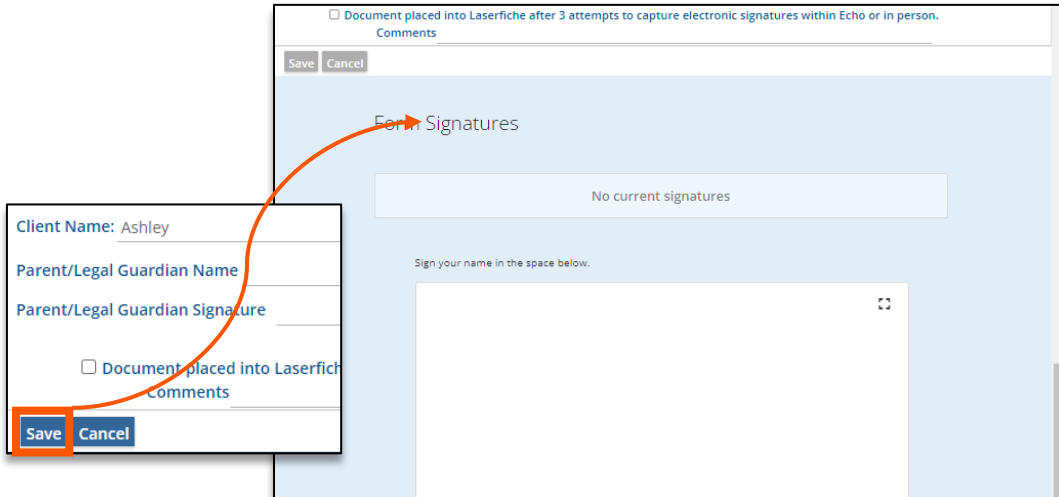 Document placed into Laserfiche after 3 attempts to capture electronic signatures within Echo or in person.
Comments
Save Cancel
Form Signatures
No current signatures
Sign your name in the space below.
Client Name: Ashley
Parent/Legal Guardian Name
Parent/Legal Guardian Signature
Document placed into Laserfich
Comments
Save Cancel